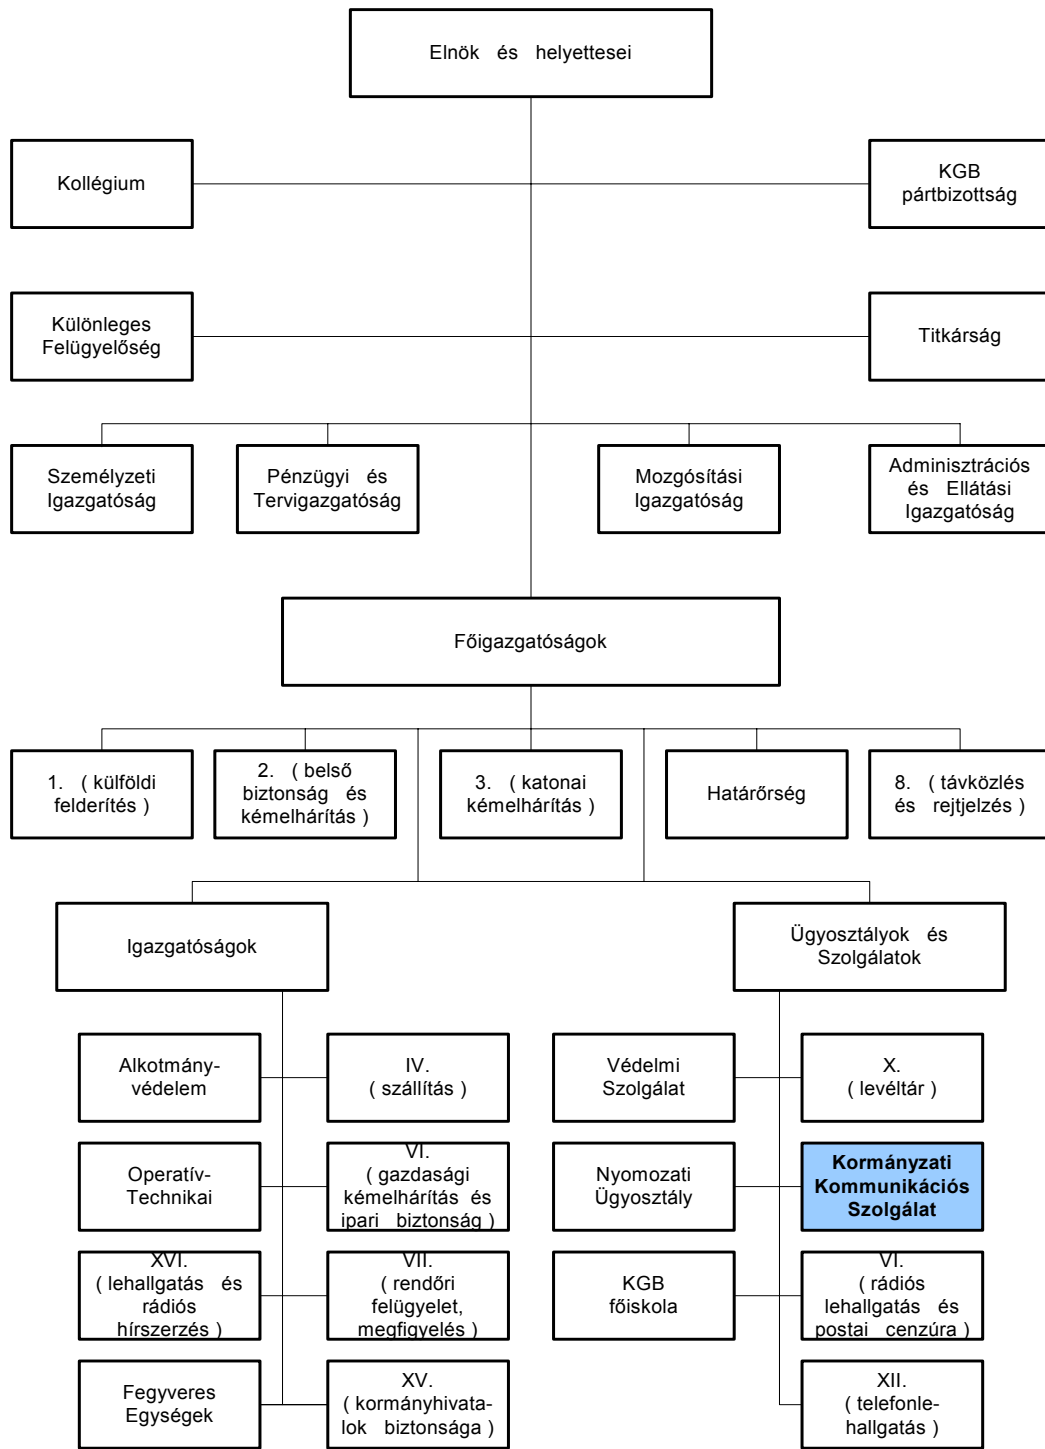 Elnök és helyettesei
Kollégium
KGB
pártbizottság
Különleges
Felügyelőség
Titkárság
Személyzeti
Igazgatóság
Pénzügyi és
Tervigazgatóság
Mozgósítási
Igazgatóság
Adminisztrációs
és Ellátási
Igazgatóság
Főigazgatóságok
1. ( külföldi
felderítés )
2. ( belső
biztonság és
kémelhárítás )
3. ( katonai
kémelhárítás )
Határőrség
8. ( távközlés
és rejtjelzés )
Igazgatóságok
Ügyosztályok és
Szolgálatok
Alkotmány-
védelem
IV.
( szállítás )
Védelmi
Szolgálat
X.
( levéltár )
Operatív-
Technikai
VI.
( gazdasági
kémelhárítás és
ipari biztonság )
Nyomozati
Ügyosztály
Kormányzati
Kommunikációs
Szolgálat
XVI.
( lehallgatás és
rádiós
hírszerzés )
VII.
( rendőri
felügyelet,
megfigyelés )
KGB
főiskola
VI.
( rádiós
lehallgatás és
postai cenzúra )
Fegyveres
Egységek
XV.
( kormányhivata-
lok biztonsága )
XII.
( telefonle-
hallgatás )